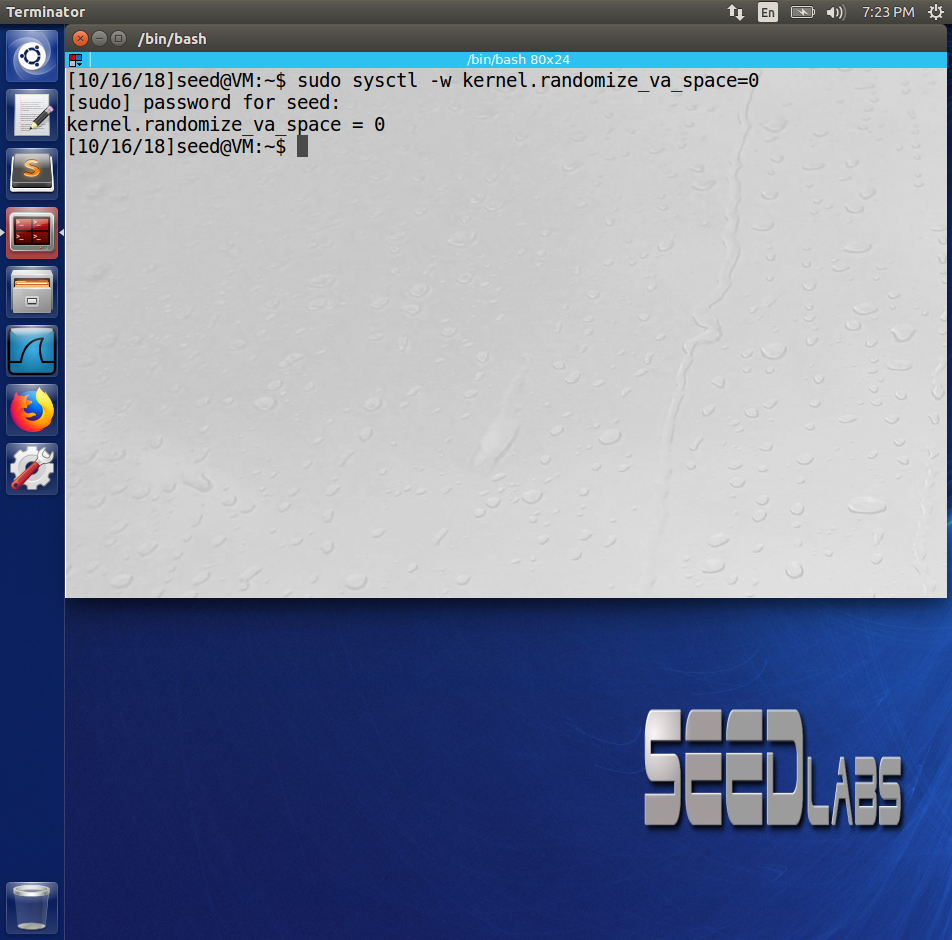 Terminator
En
7:23 PM
/bin/bash
/bin/bash 80x24
[10/16/18]seed@VM:~$ sudo sysctl -w kernel.randomize_va_space=0
[sudo] password for seed:
kernel.randomize_va_space = 0
[10/16/18]seed@VM:~$
SEEDLABS